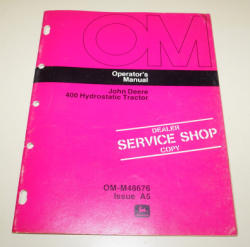 OM
Operator's
Manual
John Deere
400 Hydrostatic Tractor
DEALER
SERVICE SHOP
COPY
OM-M48676
Issue A5